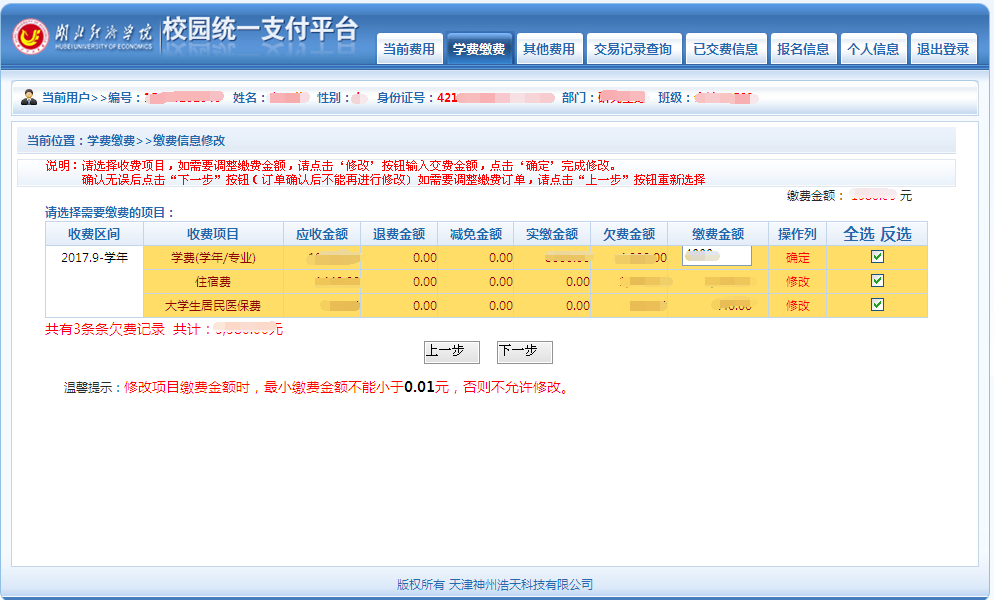 湖北经济学院 校园统一支付平台
HUBEI UNIVERSITY OF ECONOMICS
当前费用 学费缴费 其他费用 交易记录查询 已交费信息 报名信息 个人信息 退出登录
当前用户>>编号： 姓名： 性别： 身份证号：421 部门： 班级：
当前位置：学费缴费>>缴费信息修改
说明：请选择收费项目，如需要调整缴费金额，请点击‘修改’按钮输入交费金额，点击‘确定’完成修改。
确认无误后点击“下一步”按钮（订单确认后不能再进行修改）如需要调整缴费订单，请点击“上一步”按钮重新选择
缴费金额： 元
请选择需要缴费的项目：
收费区间 收费项目 应收金额 退费金额 减免金额 实缴金额 欠费金额 缴费金额 操作列 全选 反选
2017.9-学年 学费(学年/专业) 0.00 0.00 确定
住宿费 0.00 0.00 0.00 修改
大学生居民医保费 0.00 0.00 0.00 修改
共有3条条欠费记录 共计： 元
上一步 下一步
温馨提示：修改项目缴费金额时，最小缴费金额不能小于0.01元，否则不允许修改。
版权所有 天津神州浩天科技有限公司